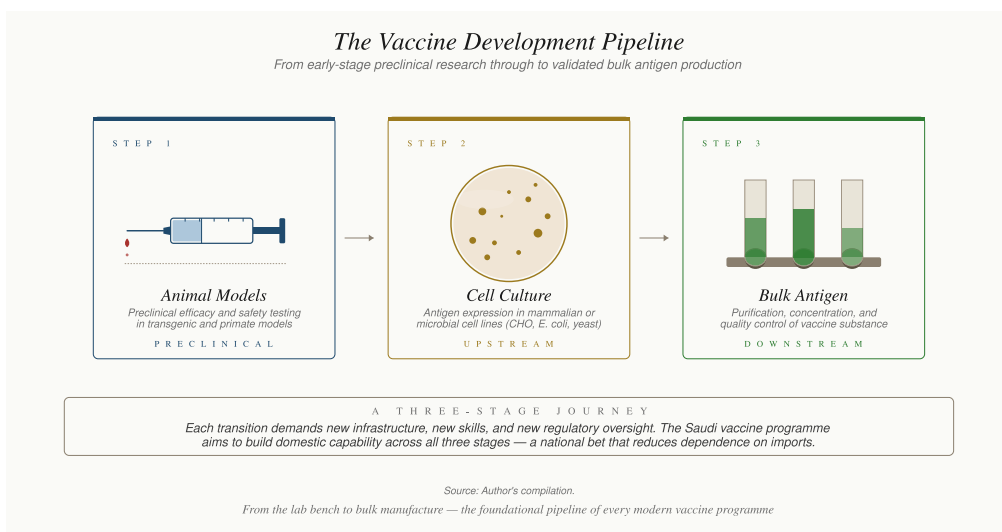 The Vaccine Development Pipeline
From early-stage preclinical research through to validated bulk antigen production
STEP 1
Animal Models
Preclinical efficacy and safety testing
in transgenic and primate models
PRECLINICAL
STEP 2
Cell Culture
Antigen expression in mammalian or
microbial cell lines (CHO, E. coli, yeast)
UPSTREAM
STEP 3
Bulk Antigen
Purification, concentration, and
quality control of vaccine substance
DOWNSTREAM
A THREE-STAGE JOURNEY
Each transition demands new infrastructure, new skills, and new regulatory oversight. The Saudi vaccine programme
aims to build domestic capability across all three stages — a national bet that reduces dependence on imports.
Source: Author's compilation.
From the lab bench to bulk manufacture — the foundational pipeline of every modern vaccine programme